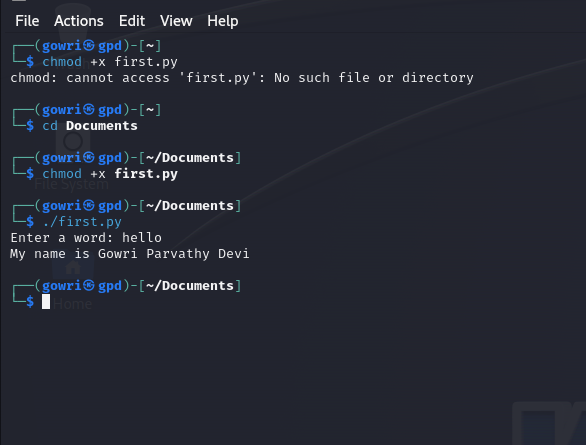 File Actions Edit View Help
┌──(gowri㉿gpd)-[~]
└─$ chmod +x first.py
chmod: cannot access 'first.py': No such file or directory
┌──(gowri㉿gpd)-[~]
└─$ cd Documents
┌──(gowri㉿gpd)-[~/Documents]
└─$ chmod +x first.py
File System
┌──(gowri㉿gpd)-[~/Documents]
└─$ ./first.py
Enter a word: hello
My name is Gowri Parvathy Devi
┌──(gowri㉿gpd)-[~/Documents]
└─$
Home